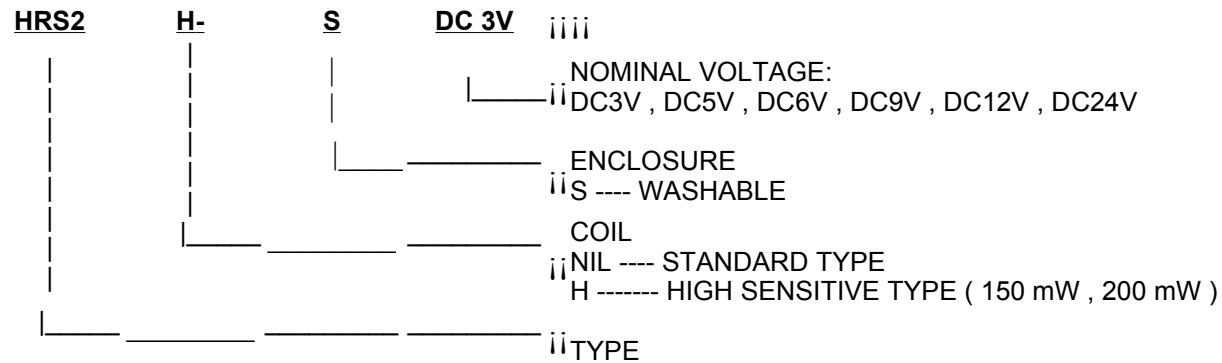 HRS2 H- S DC 3V ¡¡¡¡
¡¡NOMINAL VOLTAGE:
DC3V , DC5V , DC6V , DC9V , DC12V , DC24V
¡¡ENCLOSURE
S ---- WASHABLE
¡¡COIL
NIL ---- STANDARD TYPE
H ------- HIGH SENSITIVE TYPE ( 150 mW , 200 mW )
¡¡TYPE